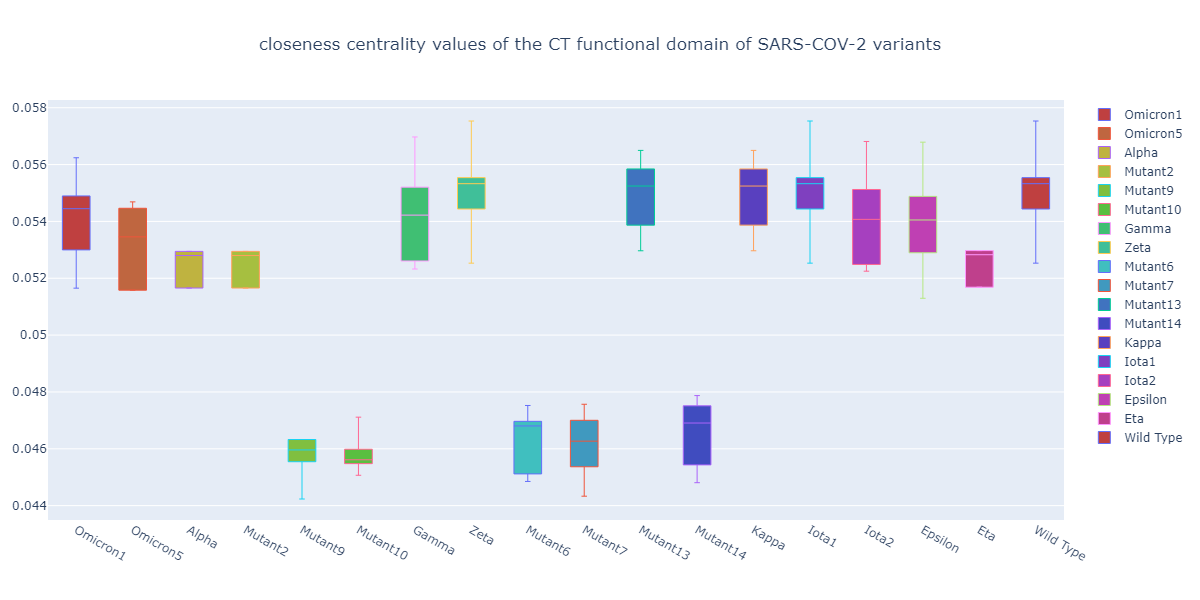 closeness centrality values of the CT functional domain of SARS-COV-2 variants
0.058
0.056
0.054
0.052
0.05
0.048
0.046
0.044
Omicron1
Omicron5
Alpha
Mutant2
Mutant9
Mutant10
Gamma
Zeta
Mutant6
Mutant7
Mutant13
Mutant14
Kappa
Iota1
Iota2
Epsilon
Eta
Wild Type
Omicron1
Omicron5
Alpha
Mutant2
Mutant9
Mutant10
Gamma
Zeta
Mutant6
Mutant7
Mutant13
Mutant14
Kappa
Iota1
Iota2
Epsilon
Eta
Wild Type